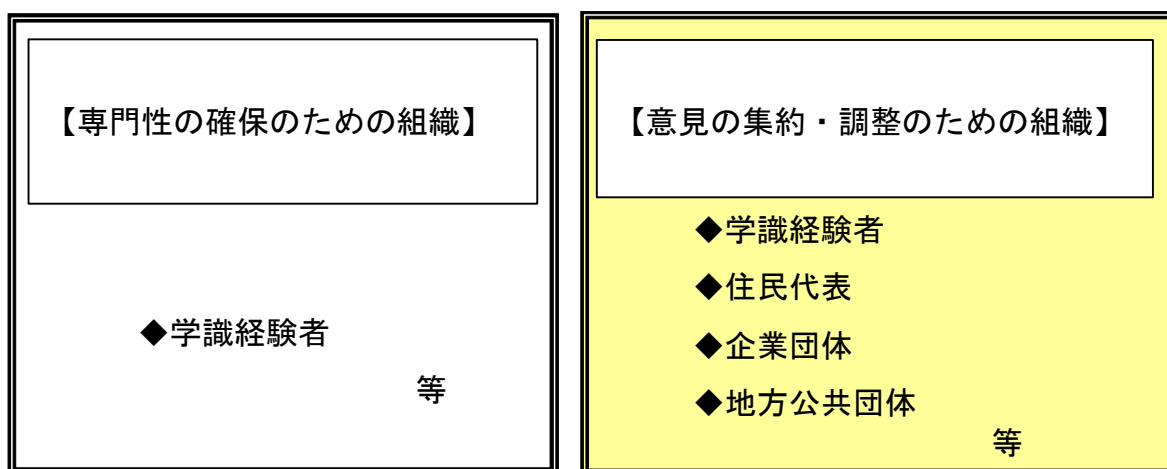 【専門性の確保のための組織】
◆学識経験者
等
【意見の集約・調整のための組織】
◆学識経験者
◆住民代表
◆企業団体
◆地方公共団体
等